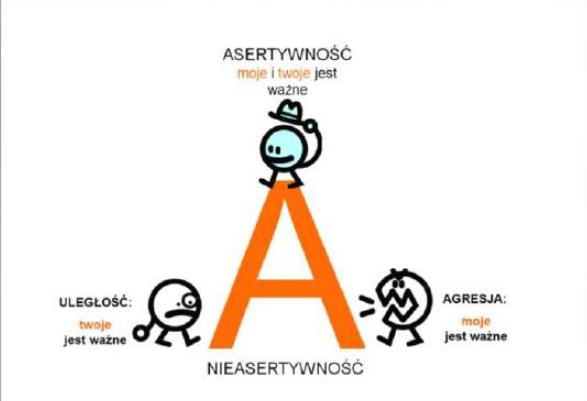 ASERTYWNOŚĆ
moje i twoje jest
ważne
A
ULEGŁOŚĆ:
twoje
jest ważne
AGRESJA:
moje
jest ważne
NIEASERTYWNOŚĆ